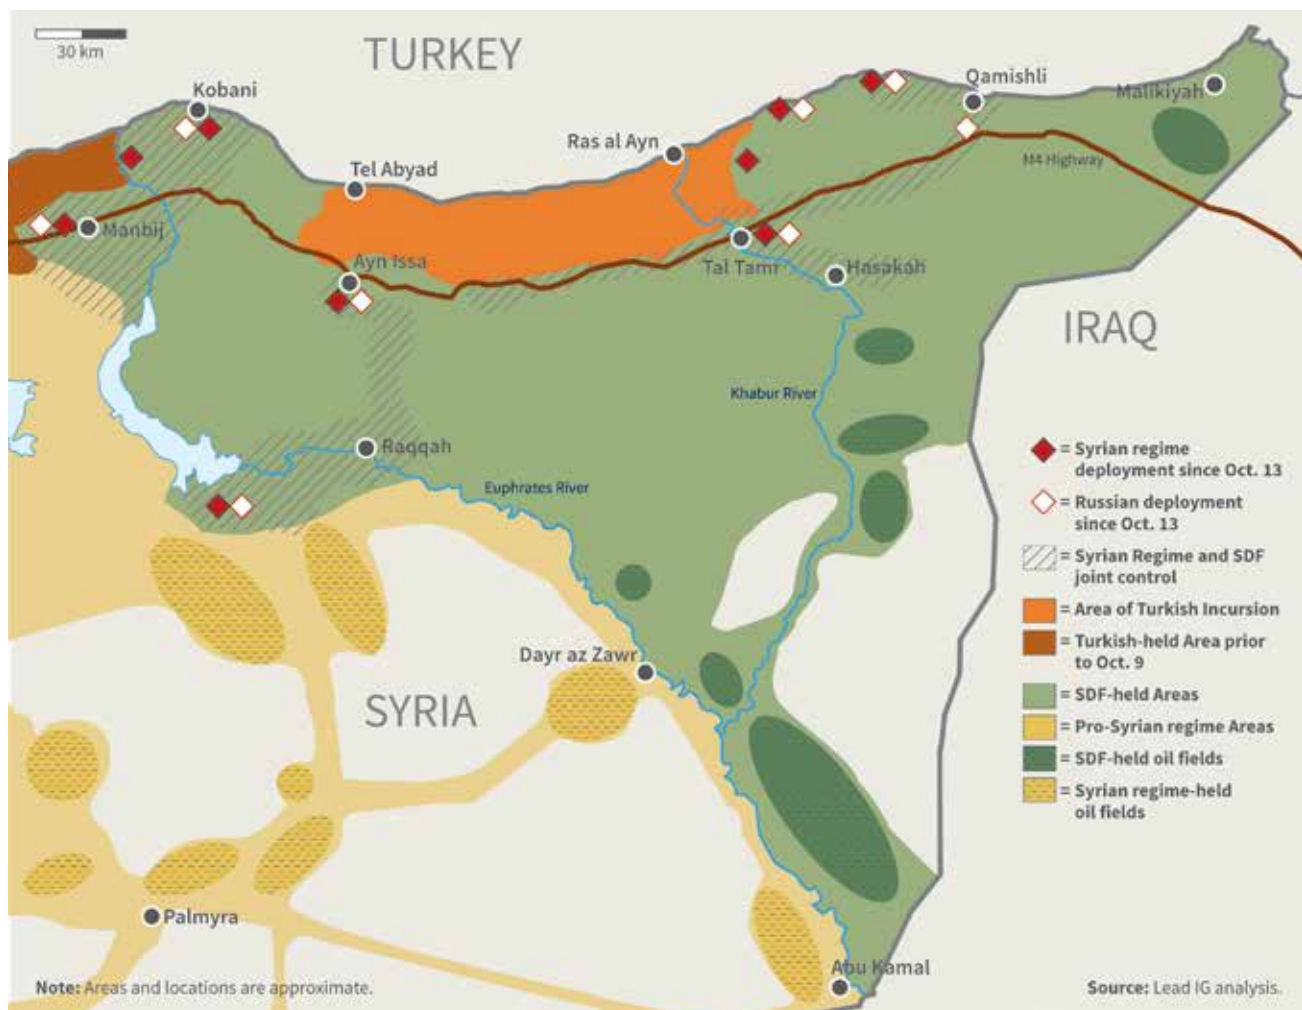 30 km
TURKEY
Kobani
Qamishli
Malikiyah
Ras al Ayn
Tel Abyad
M4 Highway
Manbij
Ayn Issa
Tal Tamr
Hasakah
IRAQ
Khabur River
Raqqah
Euphrates River
= Syrian regime
deployment since Oct. 13
= Russian deployment
since Oct. 13
= Syrian Regime and SDF
joint control
= Area of Turkish Incursion
= Turkish-held Area prior
to Oct. 9
= SDF-held Areas
= Pro-Syrian regime Areas
= SDF-held oil fields
= Syrian regime-held
oil fields
Dayr az Zawr
SYRIA
Palmyra
Abu Kamal
Note: Areas and locations are approximate.
Source: Lead IG analysis.